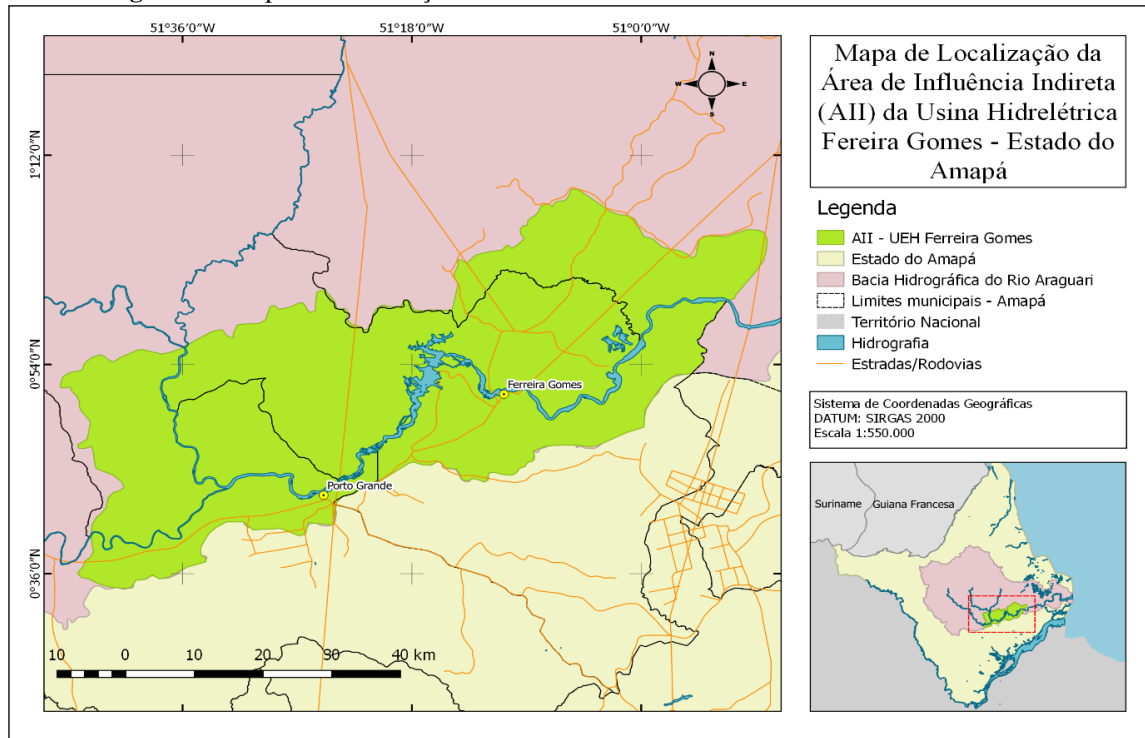 51°36'0"W 51°18'0"W 51°0'0"W
1°12'0"N
0°54'0"N
0°36'0"N
N
W E
S
Ferreira Gomes
Porto Grande
10 0 10 20 30 40 km
Mapa de Localização da
Área de Influência Indireta
(AII) da Usina Hidrelétrica
Fereira Gomes - Estado do
Amapá
Legenda
AII - UEH Ferreira Gomes
Estado do Amapá
Bacia Hidrográfica do Rio Araguari
Limites municipais - Amapá
Território Nacional
Hidrografia
Estradas/Rodovias
Sistema de Coordenadas Geográficas
DATUM: SIRGAS 2000
Escala 1:550.000
Suriname
Guiana Francesa